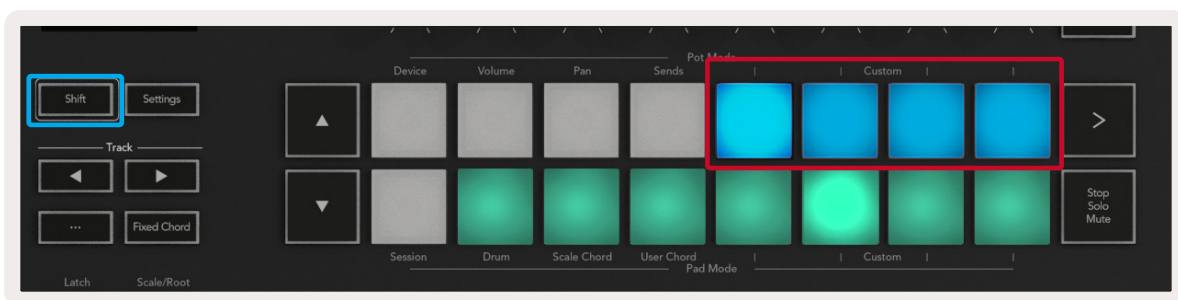 Pot Mode
Device Volume Pan Sends | | Custom | |
Shift Settings
▲ >
Track
◀ ▶
▼ Stop
Solo
Mute
... Fixed Chord
Session Drum Scale Chord User Chord | | Custom | |
Pad Mode
Latch Scale/Root